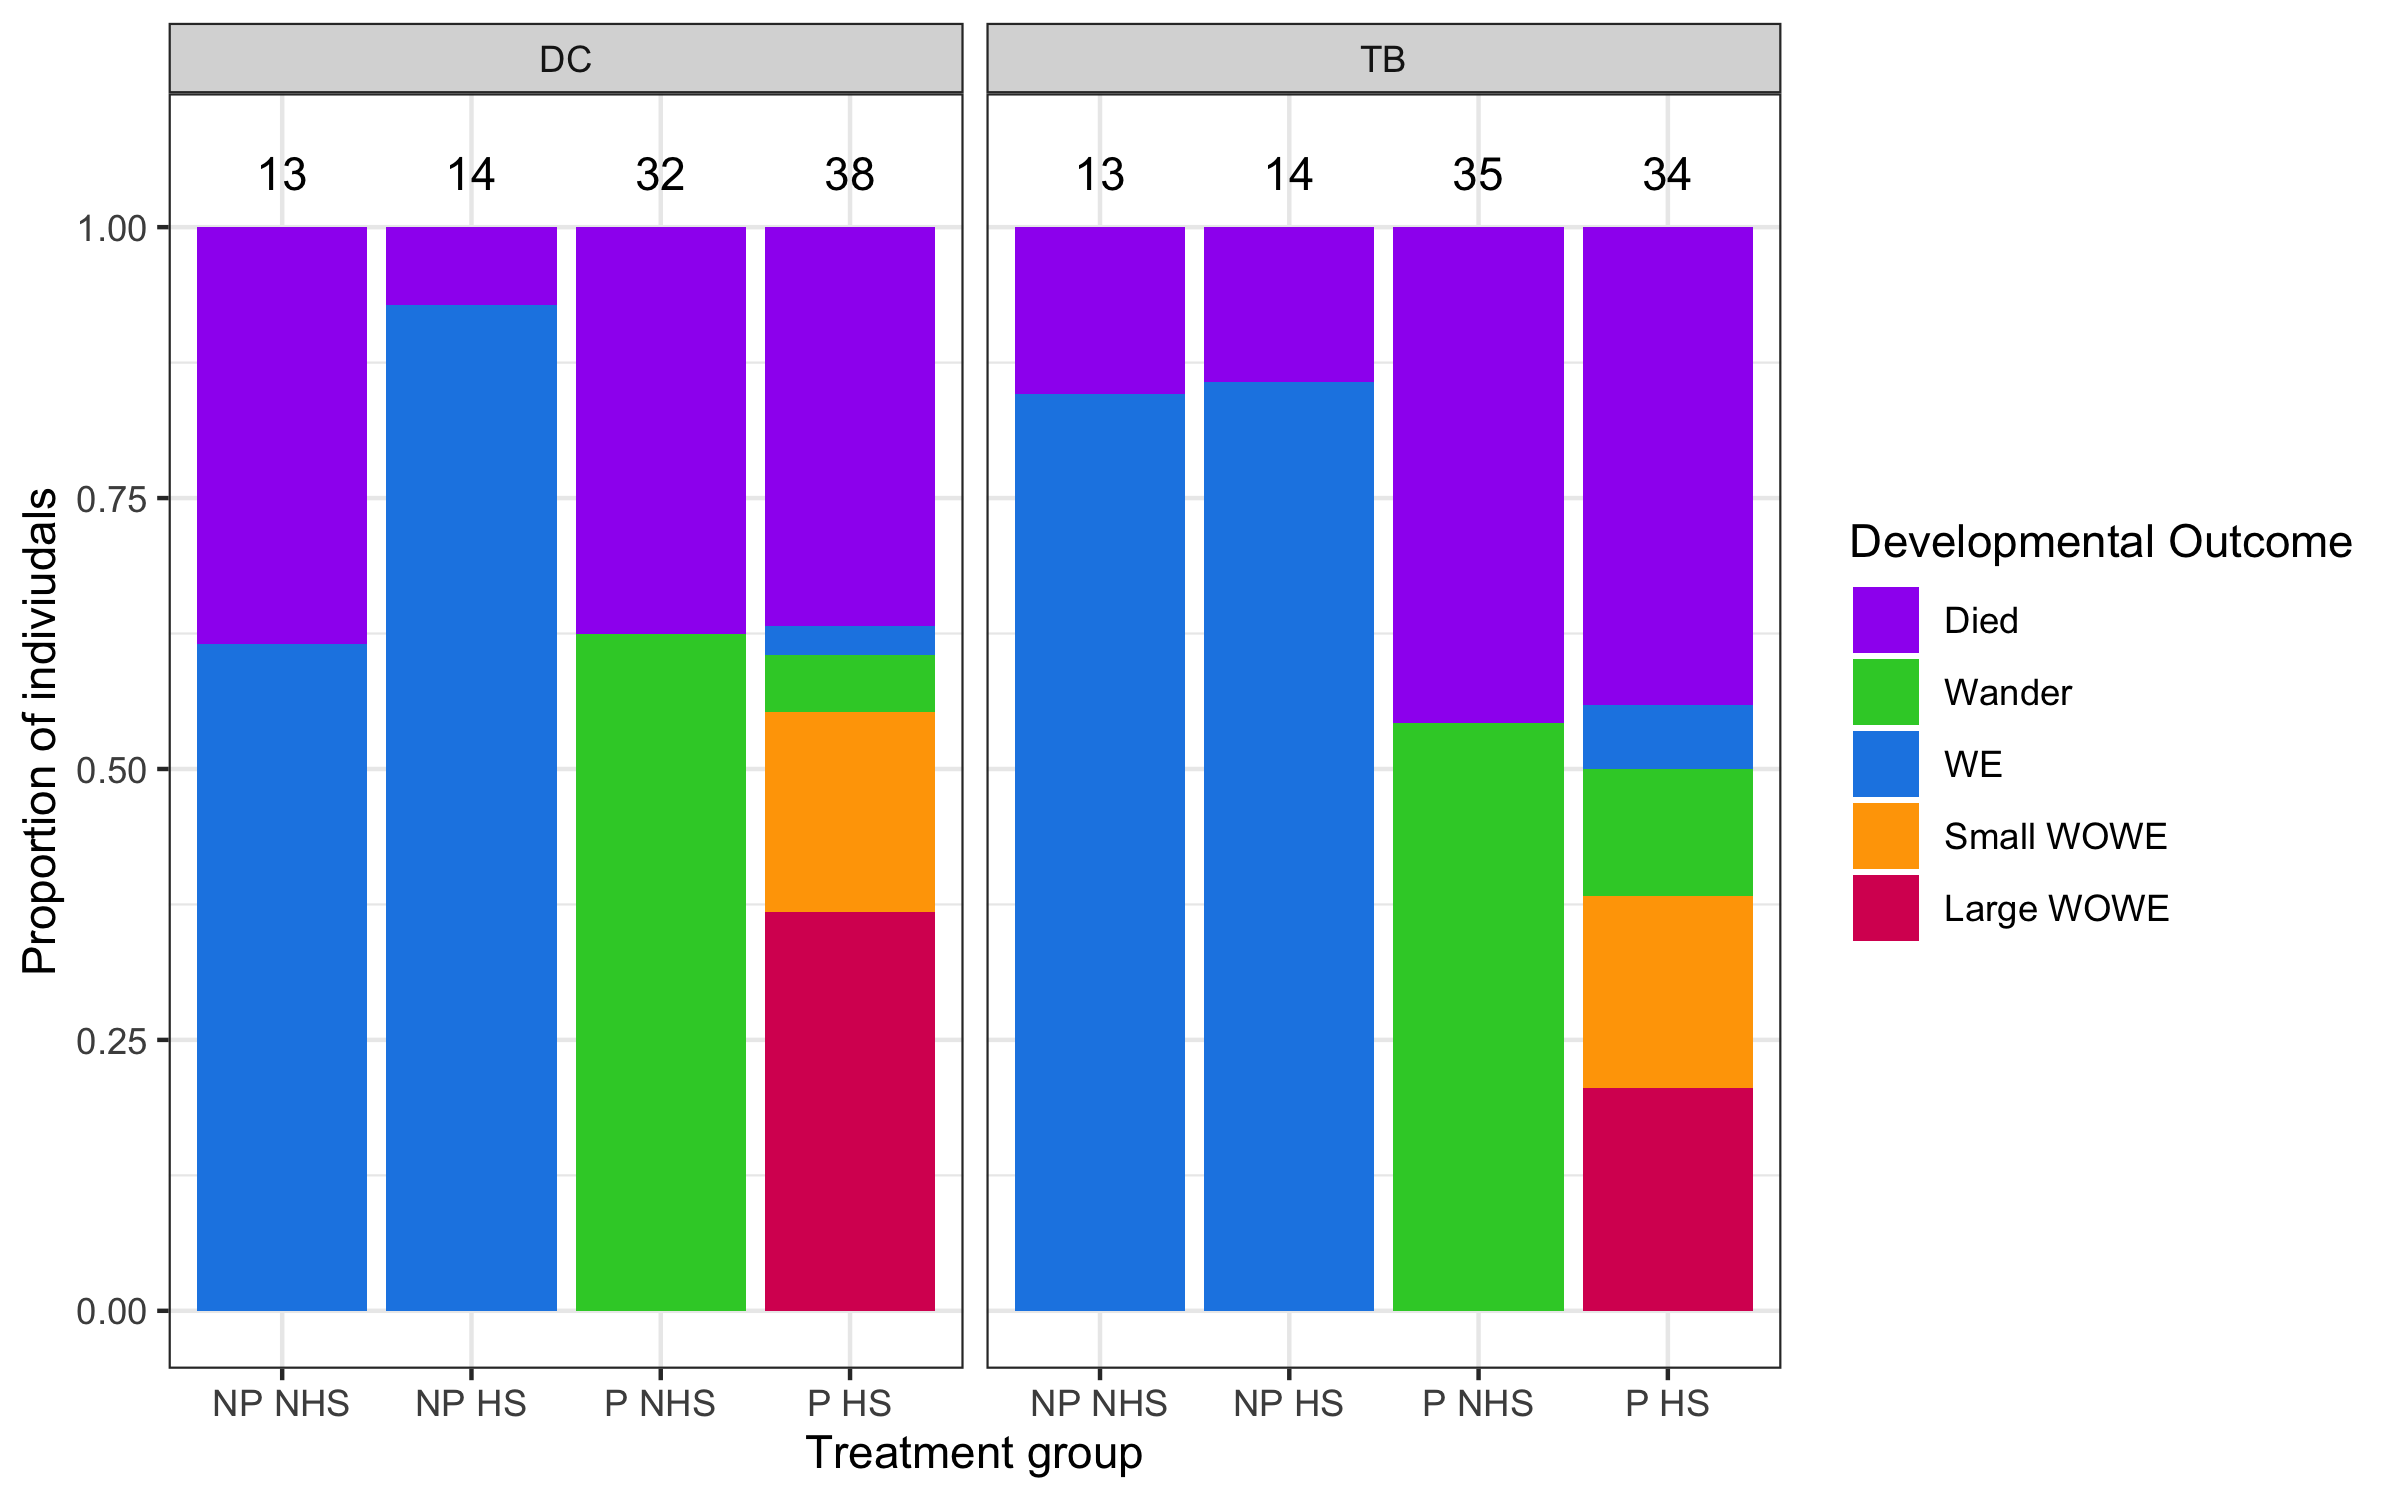 DC
TB
13 14 32 38
13 14 35 34
1.00
0.75
0.50
0.25
0.00
Proportion of indiviudals
NP NHS NP HS P NHS P HS
NP NHS NP HS P NHS P HS
Treatment group
Developmental Outcome
Died
Wander
WE
Small WOWE
Large WOWE